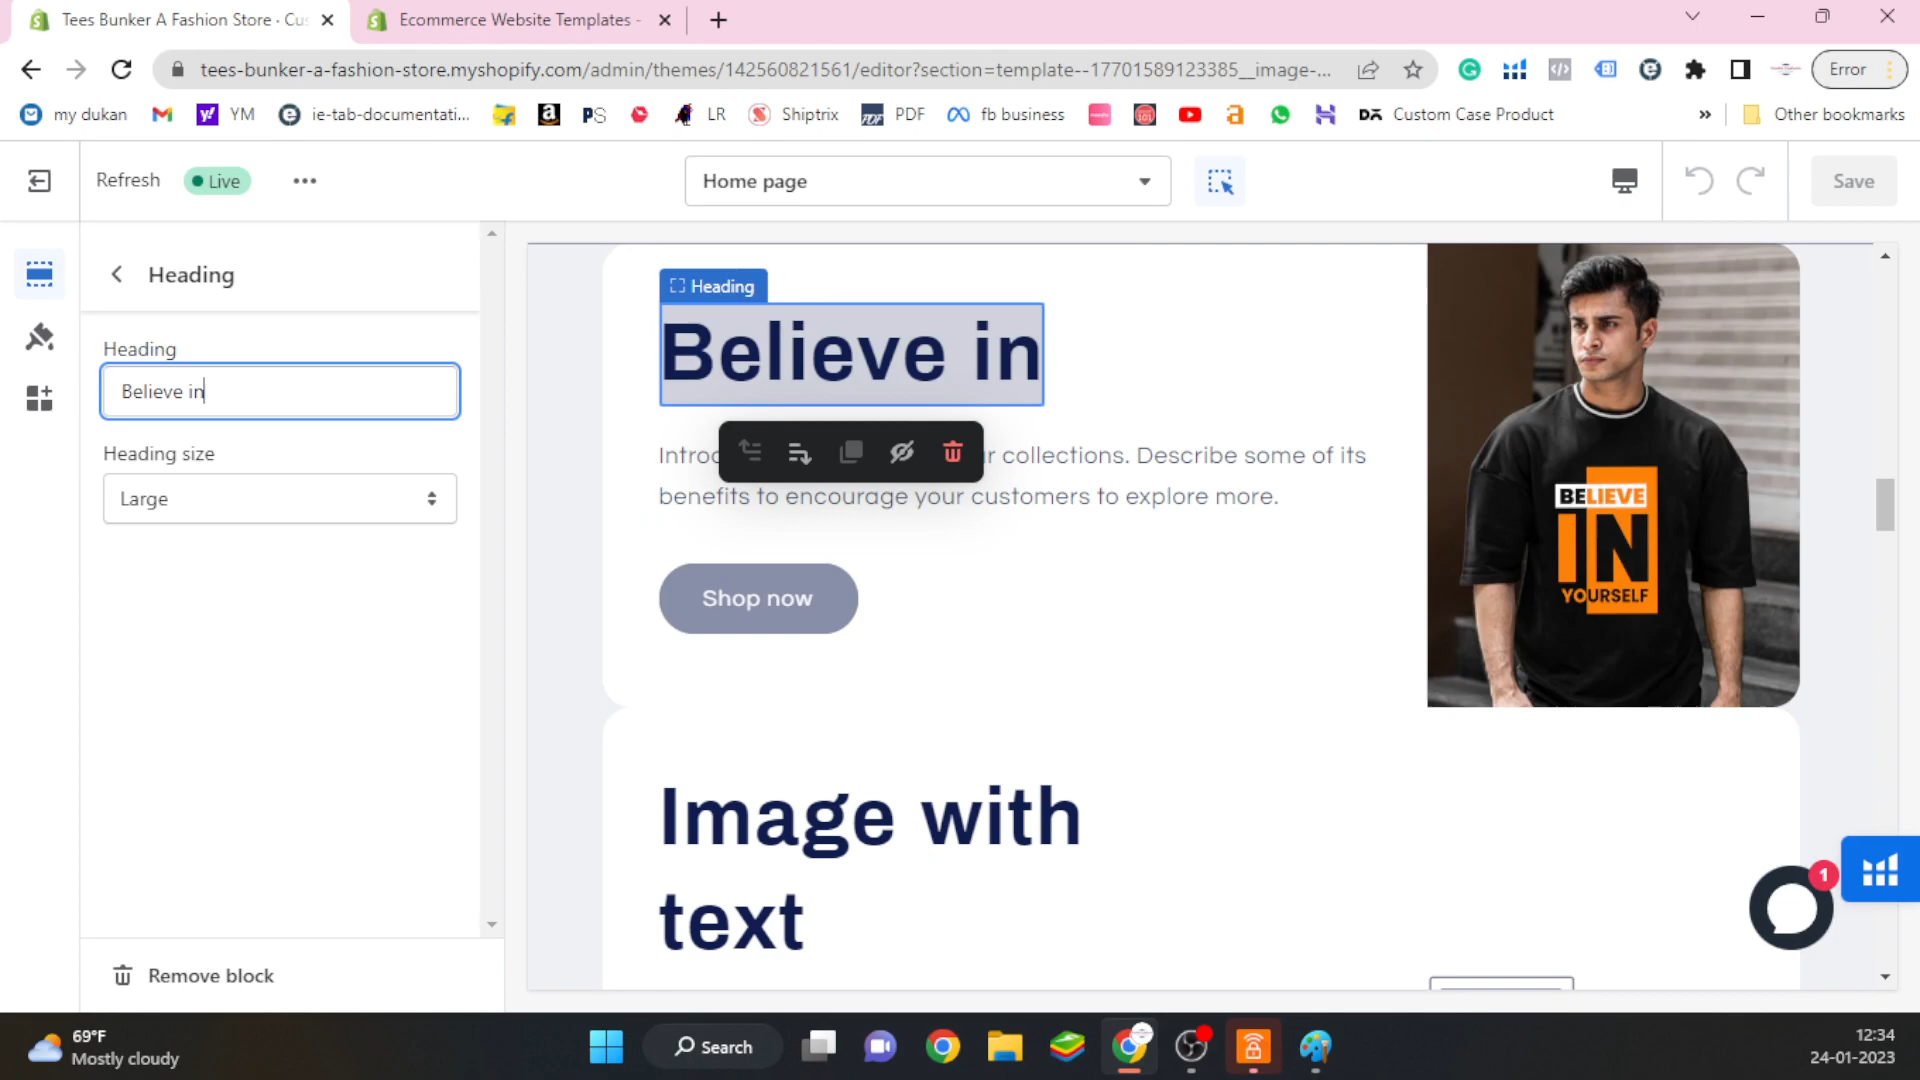 Tees Bunker A Fashion Store · Cus
Ecommerce Website Templates -
tees-bunker-a-fashion-store.myshopify.com/admin/themes/142560821561/editor?section=template--17701589123385__image-...
Error
my dukan
YM
ie-tab-documentati...
PS
LR
Shiptrix
PDF
fb business
Custom Case Product
Other bookmarks
Refresh
Live
Home page
Save
Heading
Heading
Believe in
Heading size
Large
Remove block
Heading
Believe in
Introd
r collections. Describe some of its
benefits to encourage your customers to explore more.
Shop now
BELIEVE
IN
YOURSELF
Image with
text
1
69°F
Mostly cloudy
Search
12:34
24-01-2023